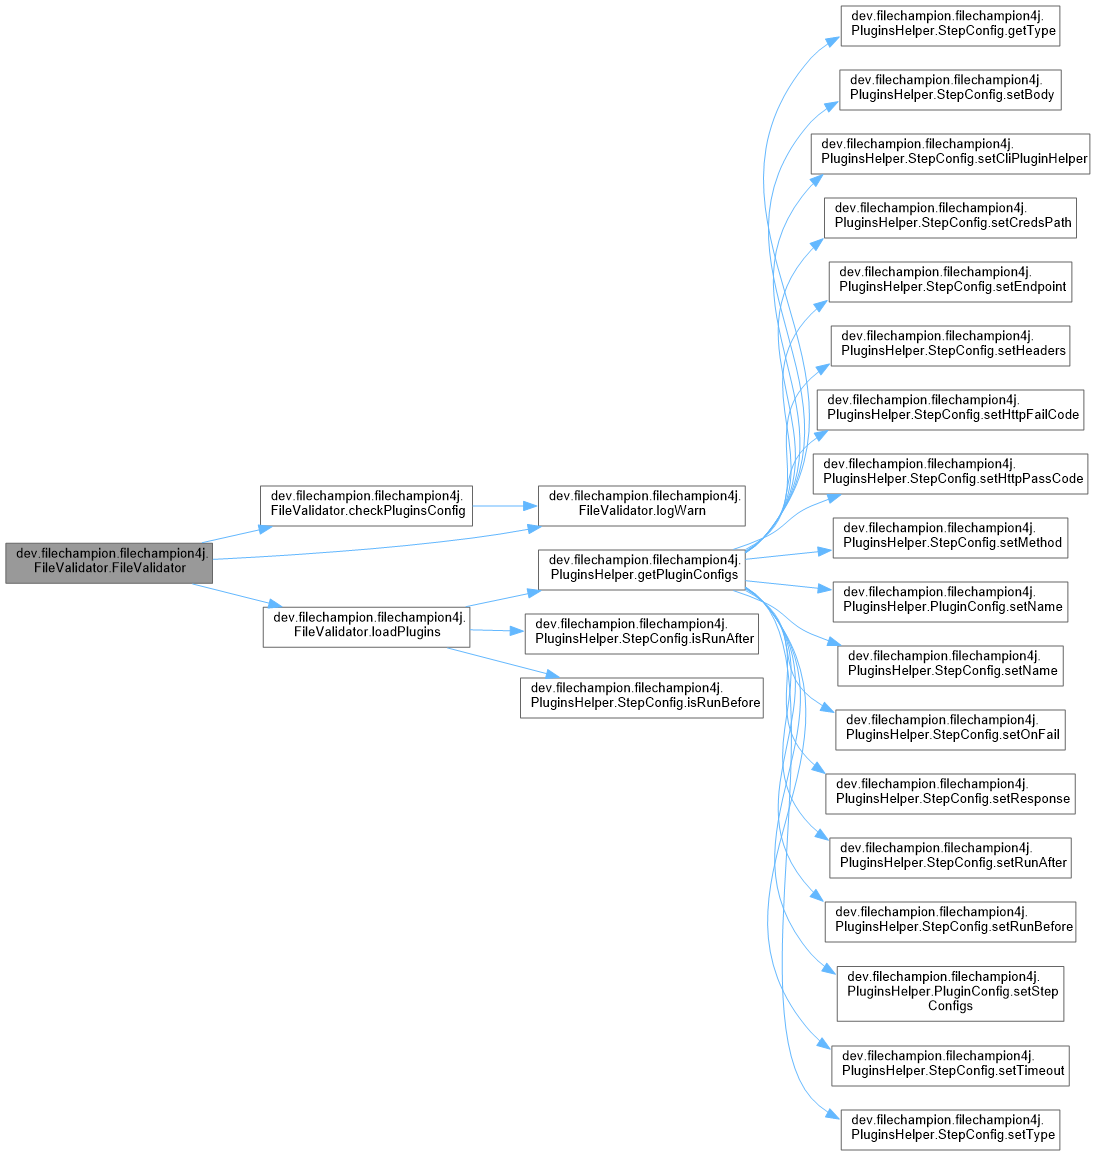 dev.filechampion.filechampion4j.
FileValidator.FileValidator
dev.filechampion.filechampion4j.
FileValidator.checkPluginsConfig
dev.filechampion.filechampion4j.
FileValidator.loadPlugins
dev.filechampion.filechampion4j.
FileValidator.logWarn
dev.filechampion.filechampion4j.
PluginsHelper.getPluginConfigs
dev.filechampion.filechampion4j.
PluginsHelper.StepConfig.isRunAfter
dev.filechampion.filechampion4j.
PluginsHelper.StepConfig.isRunBefore
dev.filechampion.filechampion4j.
PluginsHelper.StepConfig.getType
dev.filechampion.filechampion4j.
PluginsHelper.StepConfig.setBody
dev.filechampion.filechampion4j.
PluginsHelper.StepConfig.setCliPluginHelper
dev.filechampion.filechampion4j.
PluginsHelper.StepConfig.setCredsPath
dev.filechampion.filechampion4j.
PluginsHelper.StepConfig.setEndpoint
dev.filechampion.filechampion4j.
PluginsHelper.StepConfig.setHeaders
dev.filechampion.filechampion4j.
PluginsHelper.StepConfig.setHttpFailCode
dev.filechampion.filechampion4j.
PluginsHelper.StepConfig.setHttpPassCode
dev.filechampion.filechampion4j.
PluginsHelper.StepConfig.setMethod
dev.filechampion.filechampion4j.
PluginsHelper.PluginConfig.setName
dev.filechampion.filechampion4j.
PluginsHelper.StepConfig.setName
dev.filechampion.filechampion4j.
PluginsHelper.StepConfig.setOnFail
dev.filechampion.filechampion4j.
PluginsHelper.StepConfig.setResponse
dev.filechampion.filechampion4j.
PluginsHelper.StepConfig.setRunAfter
dev.filechampion.filechampion4j.
PluginsHelper.StepConfig.setRunBefore
dev.filechampion.filechampion4j.
PluginsHelper.PluginConfig.setStep
Configs
dev.filechampion.filechampion4j.
PluginsHelper.StepConfig.setTimeout
dev.filechampion.filechampion4j.
PluginsHelper.StepConfig.setType